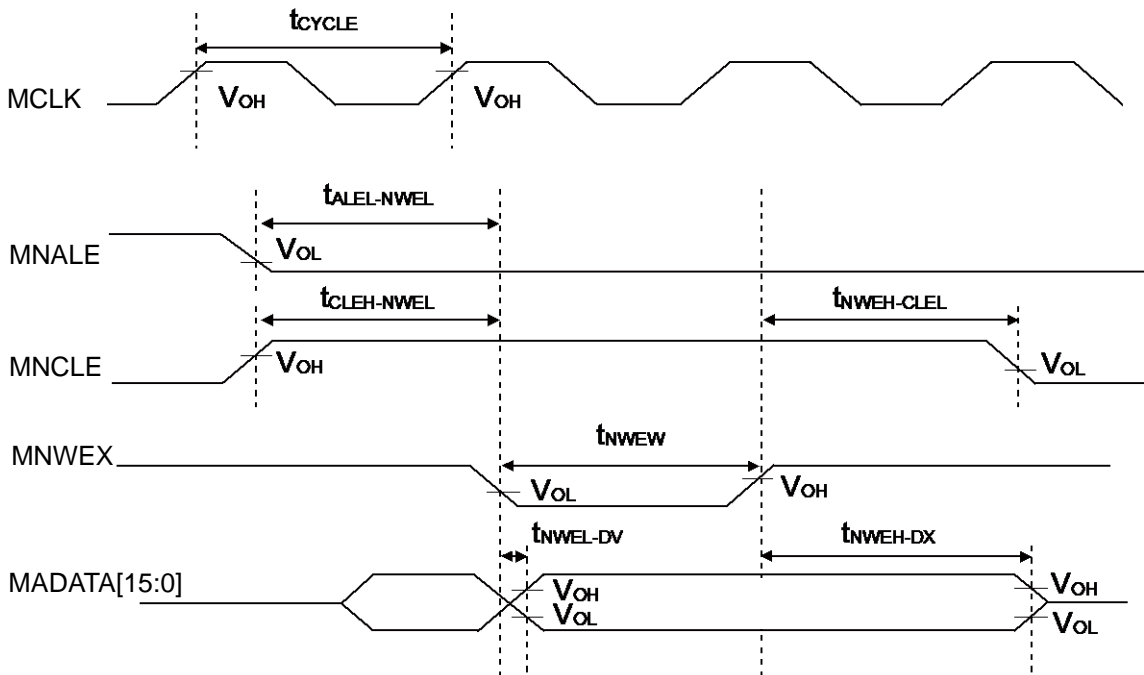 tCYCLE
MCLK
VOH VOH
tALEL-NWEL
MNALE
VOL
tCLEH-NWEL tNWEH-CLEL
MNCLE
VOH VOL
tNWEW
MNWEX
VOL VOH
tNWEL-DV tNWEH-DX
MADATA[15:0]
VOH VOH
VOL VOL